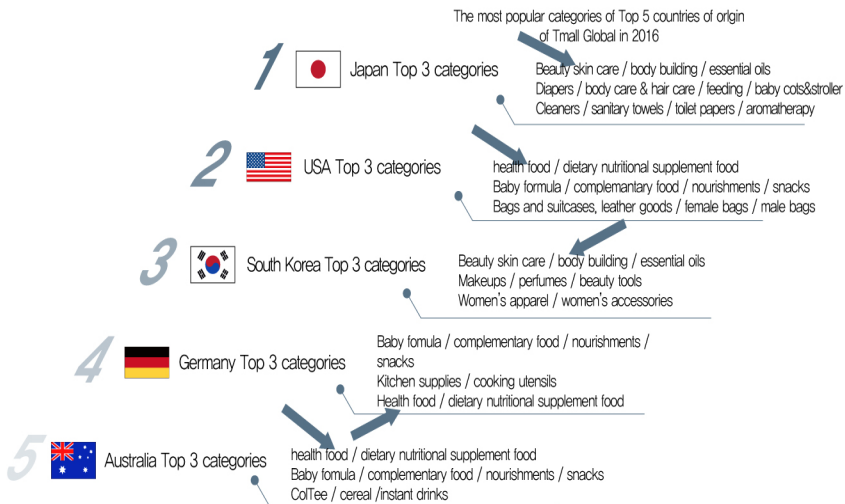 The most popular categories of Top 5 countries of orlgin
of Tmall Global in 2016
1
Japan Top 3 categories
Beauty skin care / body building / essential oils
Diapers / body care & hair care / feeding / baby cots&stroller
Cleaners / sanitary towels / toilet papers / aromatherapy
2
USA Top 3 categories
health food / dietary nutritional supplement food
Baby formula / complemantary food / nourishments / snacks
Bags and suitcases, leather goods / female bags / male bags
3
South Korea Top 3 categories
Beauty skin care / body building / essential oils
Makeups / perfumes / beauty tools
Women's apparel / women's accessories
4
Germany Top 3 categories
Baby fomula / complementary food / nourishments /
snacks
Kitchen supplies / cooking utensils
Health food / dietary nutritional supplement food
5
Australia Top 3 categories
health food / dietary nutritional supplement food
Baby fomula / complementary food / nourishments / snacks
ColTee / cereal /instant drinks